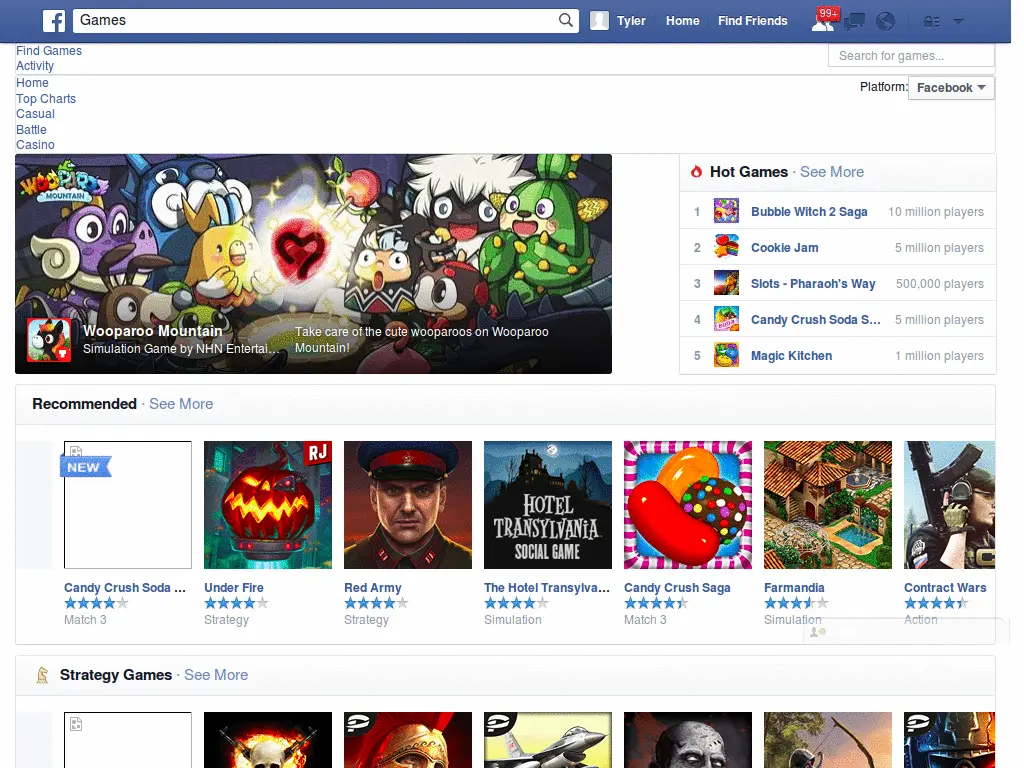 Games
Tyler
Home
Find Friends
99+
Find Games
Activity
Search for games...
Home
Top Charts
Casual
Battle
Casino
Platform:
Facebook
WOOPAROO
MOUNTAIN
Wooparoo Mountain
Simulation Game by NHN Entertai...
Take care of the cute wooparoos on Wooparoo
Mountain!
Hot Games · See More
1 Bubble Witch 2 Saga 10 million players
2 Cookie Jam 5 million players
3 Slots - Pharaoh's Way 500,000 players
4 Candy Crush Soda S... 5 million players
5 Magic Kitchen 1 million players
Recommended · See More
NEW
RJ
HOTEL
TRANSYLVANIA
SOCIAL GAME
Candy Crush Soda ...
Match 3
Under Fire
Strategy
Red Army
Strategy
The Hotel Transylva...
Simulation
Candy Crush Saga
Match 3
Farmandia
Simulation
Contract Wars
Action
Strategy Games · See More